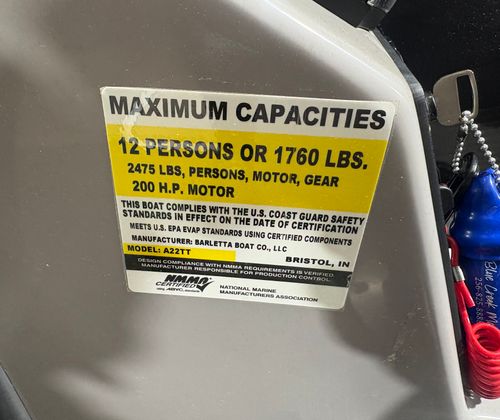 MAXIMUM CAPACITIES
12 PERSONS OR 1760 LBS.
2475 LBS, PERSONS, MOTOR, GEAR
200 H.P. MOTOR
THIS BOAT COMPLIES WITH THE U.S. COAST GUARD SAFETY
STANDARDS IN EFFECT ON THE DATE OF CERTIFICATION
MEETS U.S. EPA EVAP STANDARDS USING CERTIFIED COMPONENTS
MANUFACTURER: BARLETTA BOAT CO., LLC
MODEL: A22TT
BRISTOL, IN
DESIGN COMPLIANCE WITH NMMA REQUIREMENTS IS VERIFIED.
MANUFACTURER RESPONSIBLE FOR PRODUCTION CONTROL.
NMMA
CERTIFIED
using ABYC standards
NATIONAL MARINE
MANUFACTURERS ASSOCIATION
Blue Creek